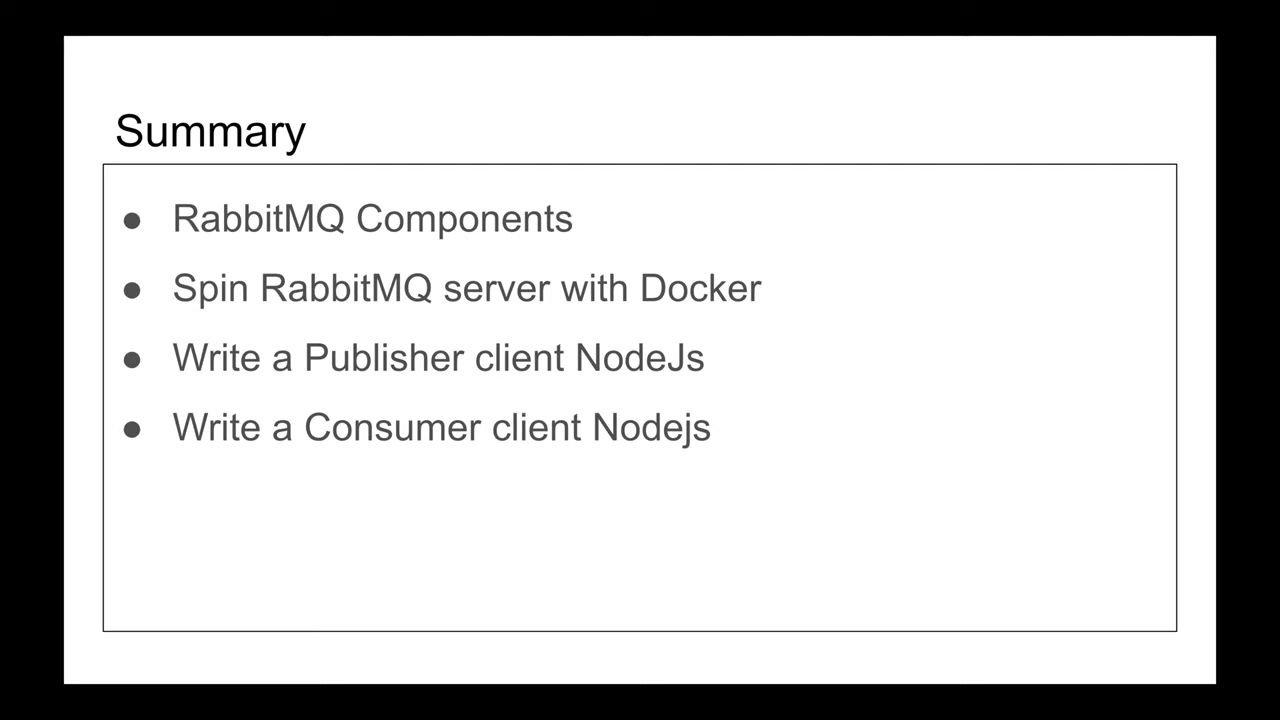 Summary
● RabbitMQ Components
● Spin RabbitMQ server with Docker
● Write a Publisher client NodeJs
● Write a Consumer client Nodejs